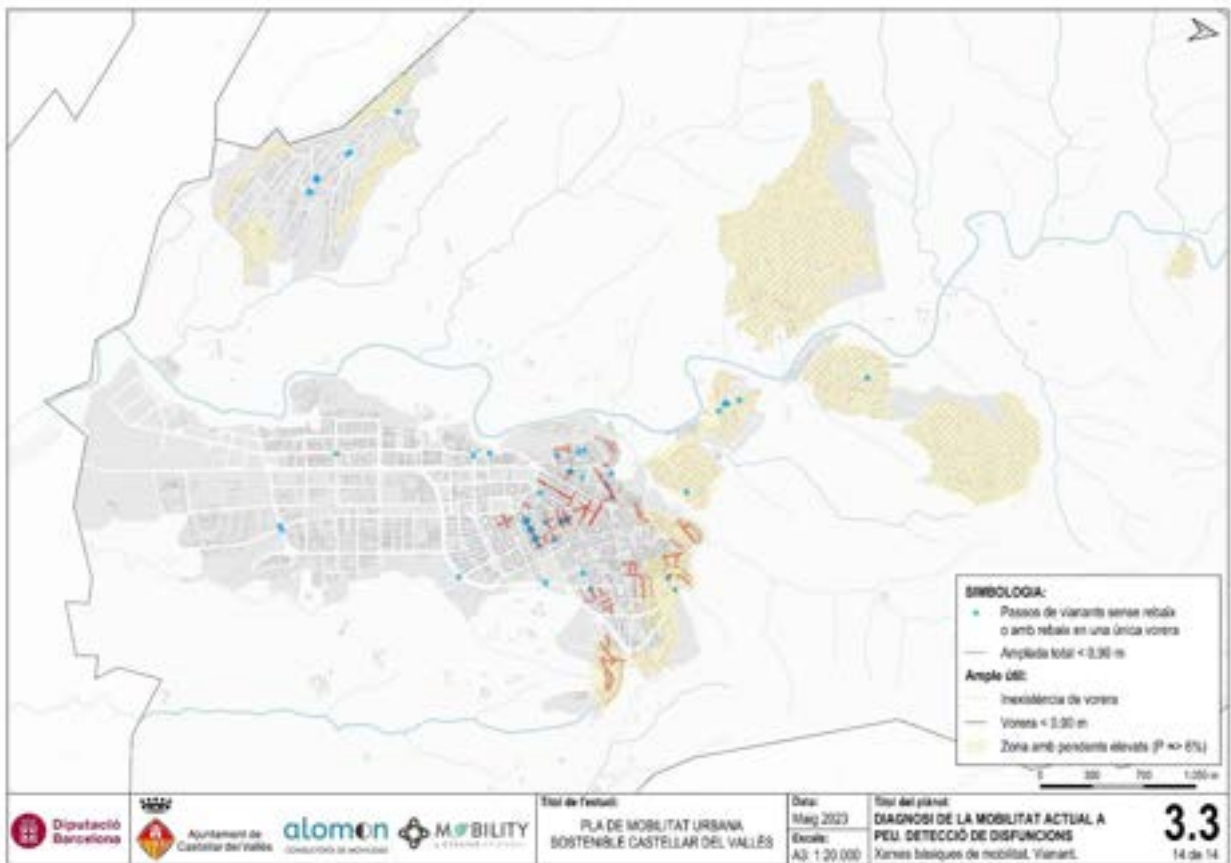 SIMBOLOGIA:
Passos de vianants sense rebaix
o amb rebaix en una única vorera
Amplada total < 0,90 m
Ample útil:
Inexistència de vorera
Vorera < 0,90 m
Zona amb pendents elevats (P => 6%)
0 350 700 1.050 m
Diputació
Barcelona
Ajuntament de
Castellar del Vallès
alomon
CONSULTORÍA DE MOVILIDAD
MOBILITY
Títol de l'estudi:
PLA DE MOBILITAT URBANA
SOSTENIBLE CASTELLAR DEL VALLÈS
Data:
Maig 2023
Escala:
A3: 1:20.000
Títol del plànol:
DIAGNOSI DE LA MOBILITAT ACTUAL A
PEU. DETECCIÓ DE DISFUNCIONS
Xarxes bàsiques de mobilitat. Vianant.
3.3
14 de 14